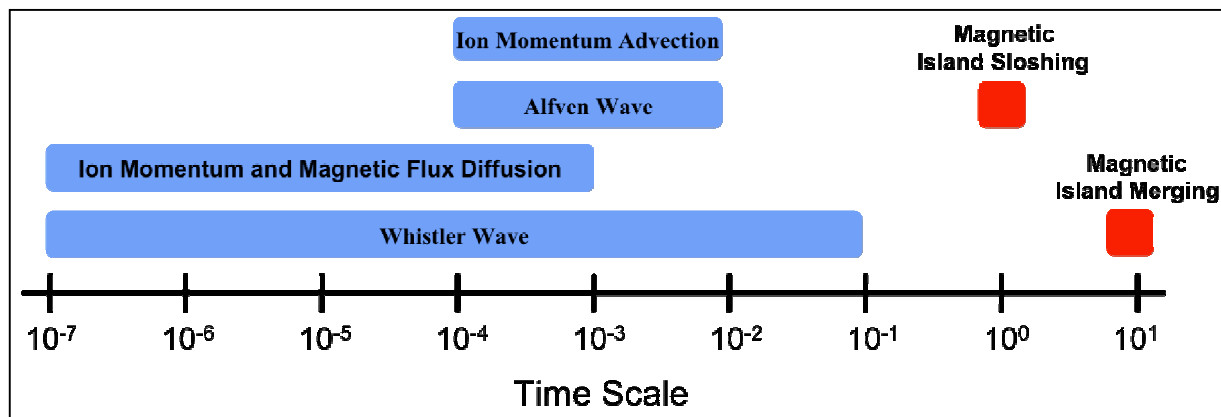 Ion Momentum Advection
Magnetic
Island Sloshing
Alfven Wave
Ion Momentum and Magnetic Flux Diffusion
Magnetic
Island Merging
Whistler Wave
10⁻⁷ 10⁻⁶ 10⁻⁵ 10⁻⁴ 10⁻³ 10⁻² 10⁻¹ 10⁰ 10¹
Time Scale